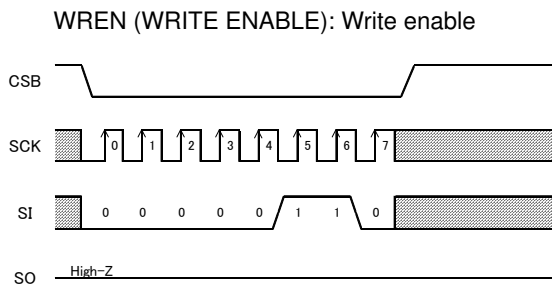 WREN (WRITE ENABLE): Write enable
CSB
SCK 0 1 2 3 4 5 6 7
SI 0 0 0 0 0 1 1 0
SO High-Z